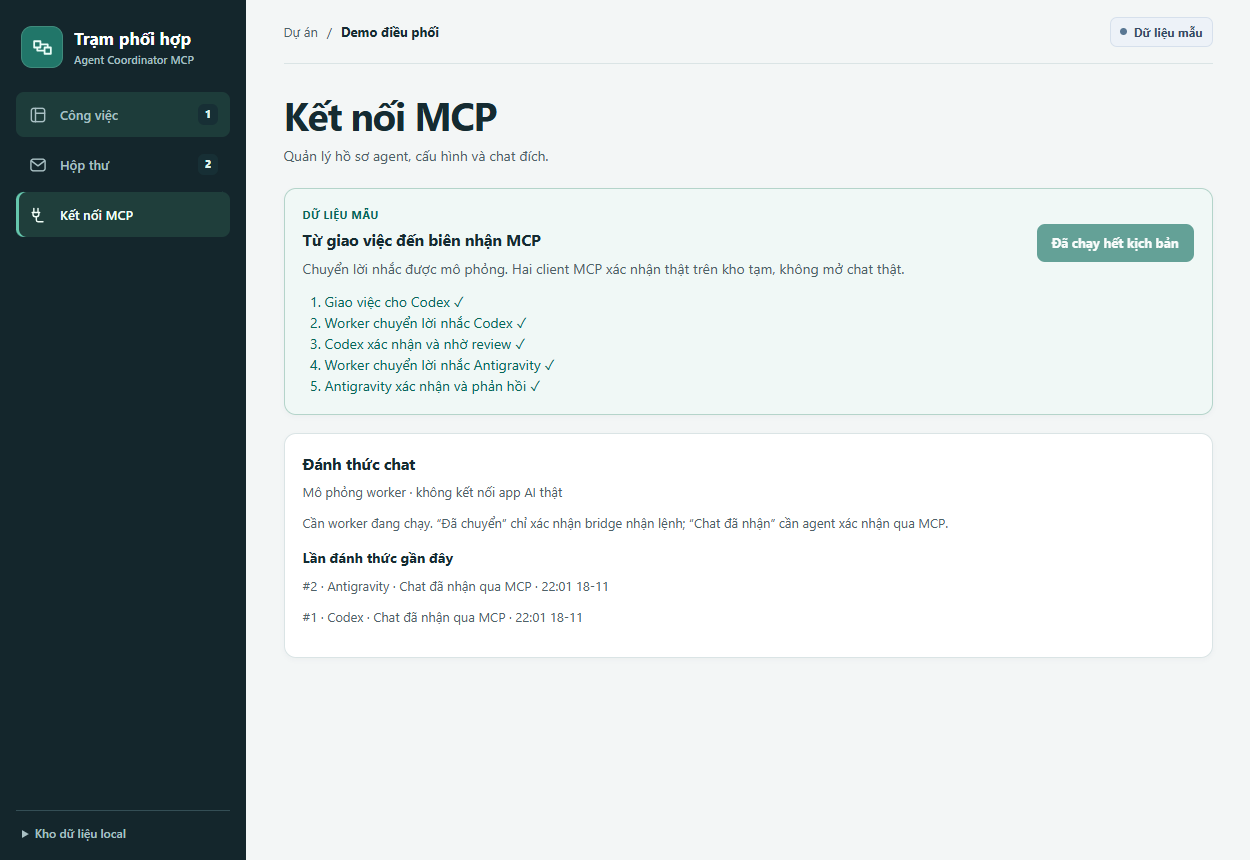 Trạm phối hợp
Agent Coordinator MCP
Công việc 1
Hộp thư 2
Kết nối MCP
Kho dữ liệu local
Dự án / Demo điều phối
Dữ liệu mẫu
Kết nối MCP
Quản lý hồ sơ agent, cấu hình và chat đích.
DỮ LIỆU MẪU
Từ giao việc đến biên nhận MCP
Chuyển lời nhắc được mô phỏng. Hai client MCP xác nhận thật trên kho tạm, không mở chat thật.
Đã chạy hết kịch bản
1. Giao việc cho Codex ✓
2. Worker chuyển lời nhắc Codex ✓
3. Codex xác nhận và nhờ review ✓
4. Worker chuyển lời nhắc Antigravity ✓
5. Antigravity xác nhận và phản hồi ✓
Đánh thức chat
Mô phỏng worker · không kết nối app AI thật
Cần worker đang chạy. “Đã chuyển” chỉ xác nhận bridge nhận lệnh; “Chat đã nhận” cần agent xác nhận qua MCP.
Lần đánh thức gần đây
#2 · Antigravity · Chat đã nhận qua MCP · 22:01 18-11
#1 · Codex · Chat đã nhận qua MCP · 22:01 18-11